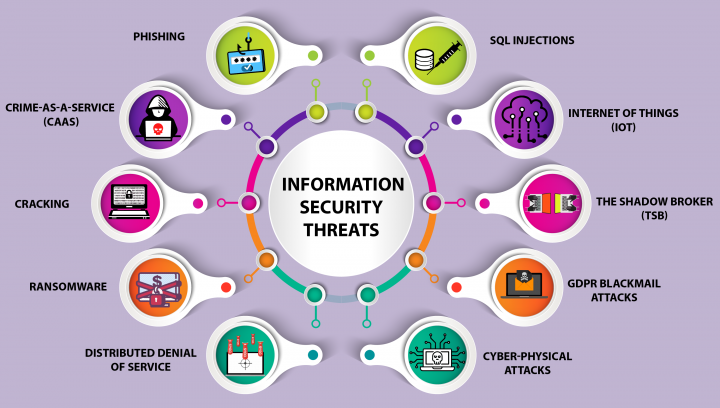 INFORMATION
SECURITY
THREATS
PHISHING
CRIME-AS-A-SERVICE
(CAAS)
CRACKING
RANSOMWARE
DISTRIBUTED DENIAL
OF SERVICE
SQL INJECTIONS
INTERNET OF THINGS
(IOT)
THE SHADOW BROKER
(TSB)
GDPR BLACKMAIL
ATTACKS
CYBER-PHYSICAL
ATTACKS